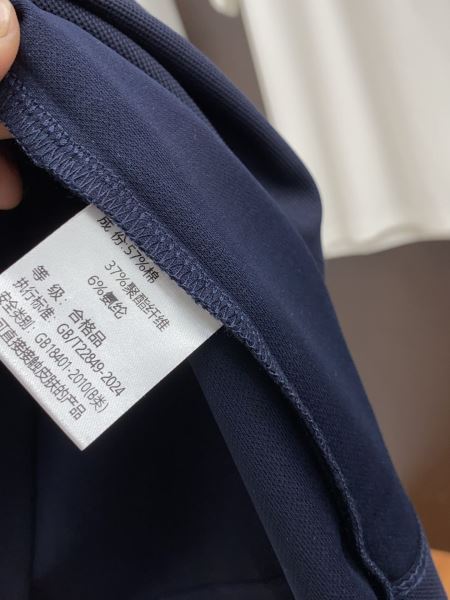 成 份:57%棉
37%聚酯纤维
6%氨纶
等 级: 合格品
执行标准: GB/T22849-2024
安全类别: GB18401-2010(B类)
可直接接触皮肤的产品